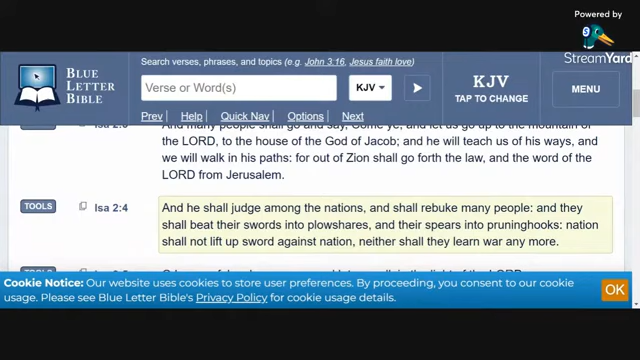 Powered by
StreamYard
BLUE
LETTER
BIBLE
Search verses, phrases, and topics (e.g. John 3:16, Jesus faith love)
Verse or Word(s)
KJV
KJV
TAP TO CHANGE
MENU
Prev Help Quick Nav Options Next
And many people shall go and say, Come ye, and let us go up to the mountain of
the LORD, to the house of the God of Jacob; and he will teach us of his ways, and
and we will walk in his paths: for out of Zion shall go forth the law, and the word of the
LORD from Jerusalem.
TOOLS
Isa 2:4
And he shall judge among the nations, and shall rebuke many people: and they
shall beat their swords into plowshares, and their spears into pruninghooks: nation
shall not lift up sword against nation, neither shall they learn war any more.
Cookie Notice: Our website uses cookies to store user preferences. By proceeding, you consent to our cookie
usage. Please see Blue Letter Bible's Privacy Policy for cookie usage details.
OK